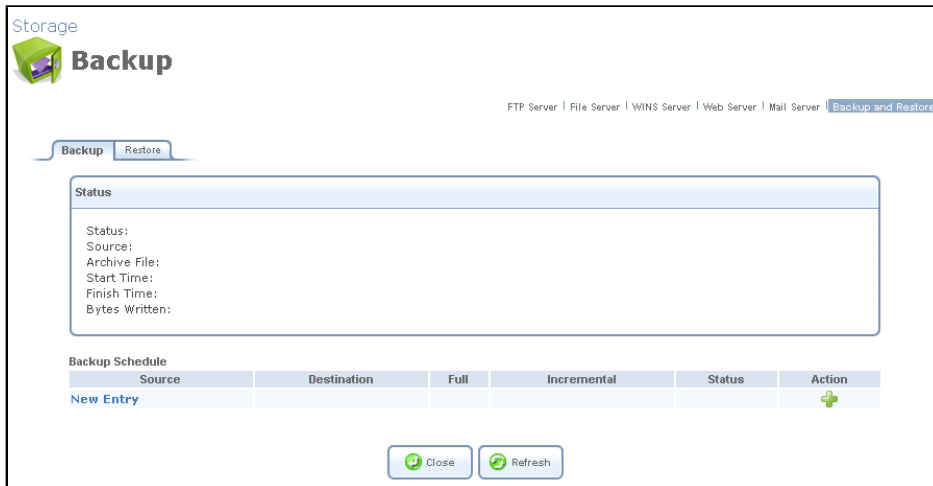 Storage
Backup
FTP Server | File Server | WINS Server | Web Server | Mail Server | Backup and Restore
Backup Restore
Status
Status:
Source:
Archive File:
Start Time:
Finish Time:
Bytes Written:
Backup Schedule
Source Destination Full Incremental Status Action
New Entry
Close Refresh